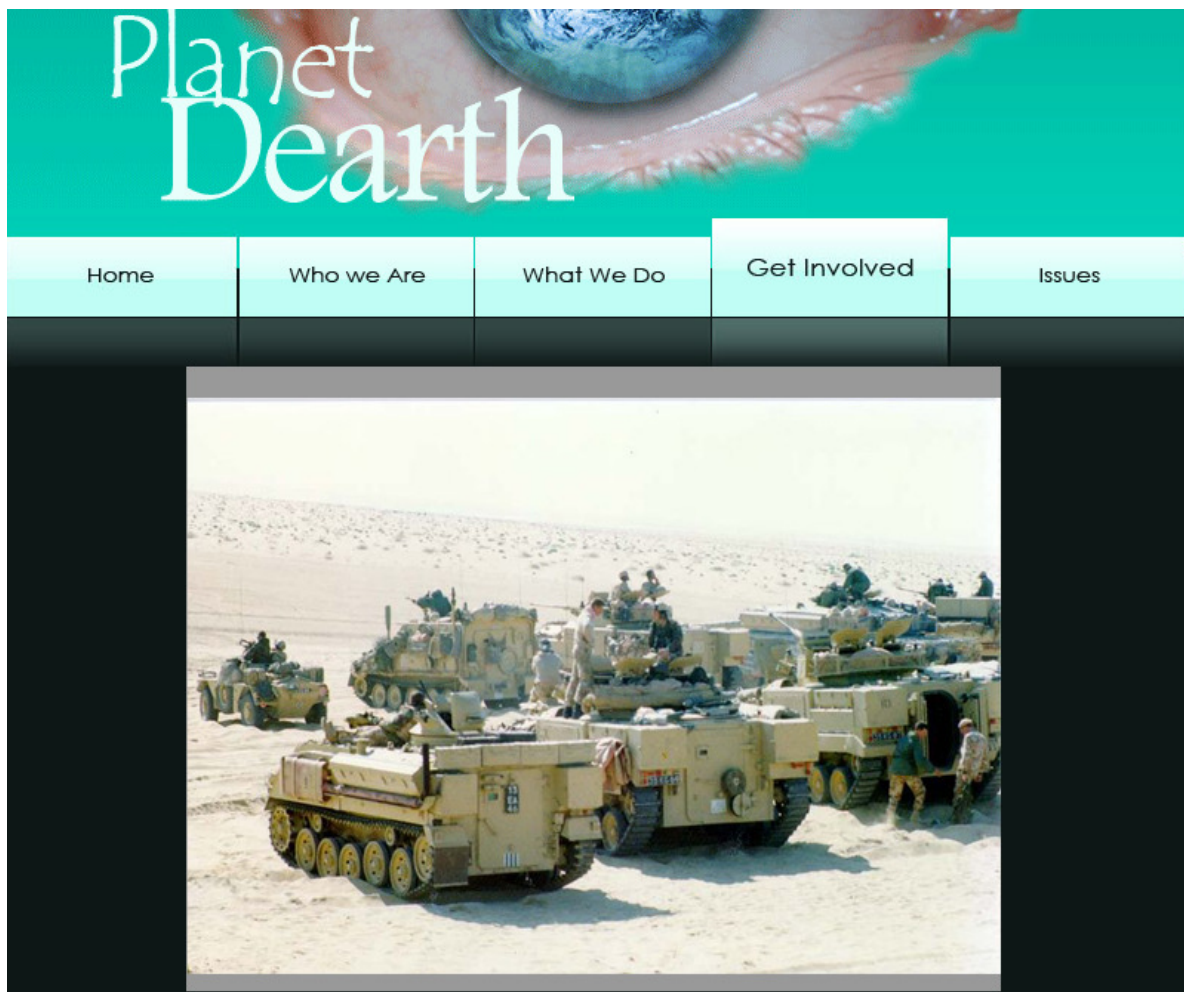 Planet
Dearth
Home
Who we Are
What We Do
Get Involved
Issues